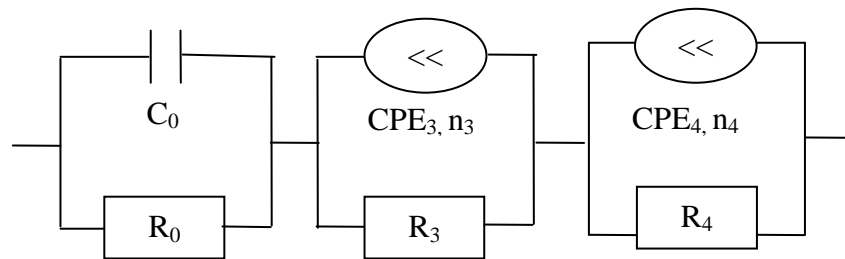 << <<
C₀ CPE₃, n₃ CPE₄, n₄
R₀ R₃ R₄